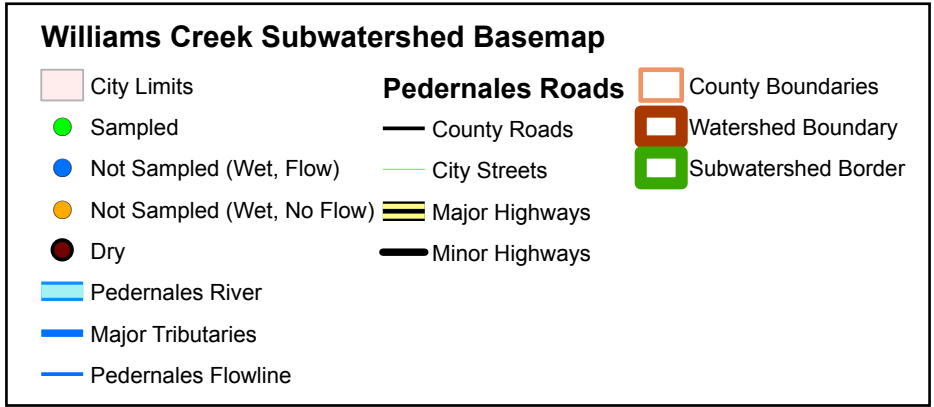 Williams Creek Subwatershed Basemap
City Limits
Sampled
Not Sampled (Wet, Flow)
Not Sampled (Wet, No Flow)
Dry
Pedernales River
Major Tributaries
Pedernales Flowline
Pedernales Roads
County Roads
City Streets
Major Highways
Minor Highways
County Boundaries
Watershed Boundary
Subwatershed Border